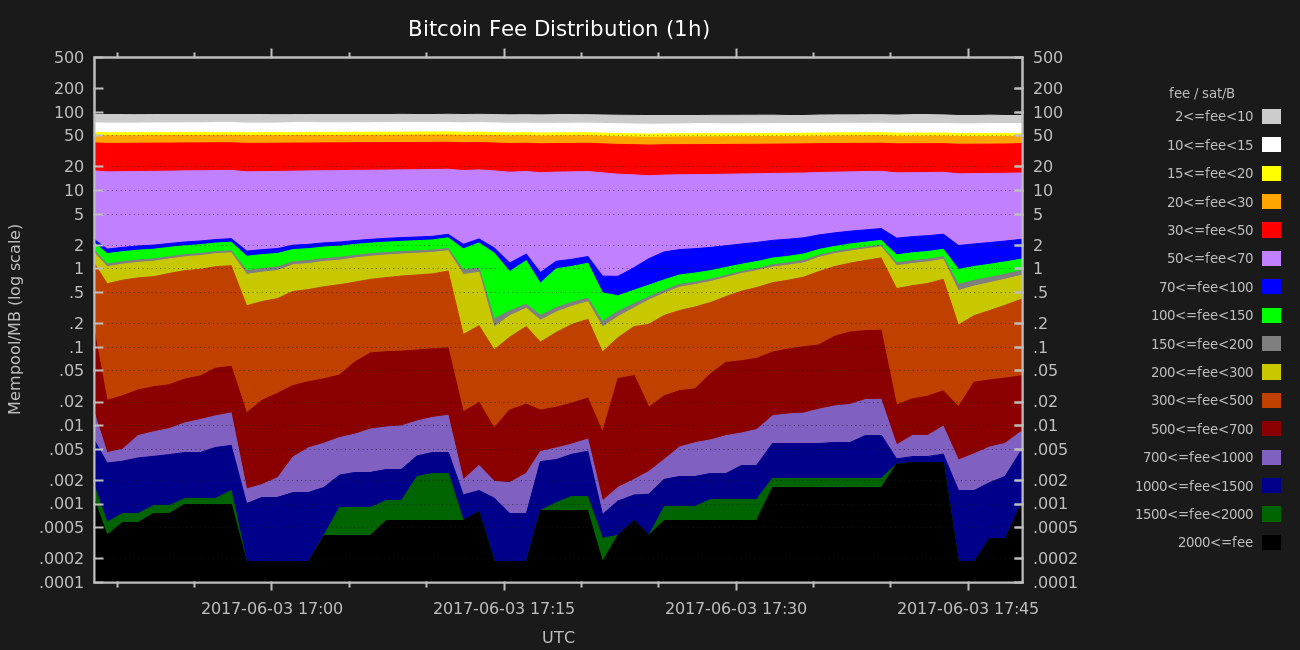 Bitcoin Fee Distribution (1h)
500
200
100
50
20
10
5
2
1
.5
.2
.1
.05
.02
.01
.005
.002
.001
.0005
.0002
.0001
Mempool/MB (log scale)
500
200
100
50
20
10
5
2
1
.5
.2
.1
.05
.02
.01
.005
.002
.001
.0005
.0002
.0001
2017-06-03 17:00
2017-06-03 17:15
2017-06-03 17:30
2017-06-03 17:45
UTC
fee / sat/B
2<=fee<10
10<=fee<15
15<=fee<20
20<=fee<30
30<=fee<50
50<=fee<70
70<=fee<100
100<=fee<150
150<=fee<200
200<=fee<300
300<=fee<500
500<=fee<700
700<=fee<1000
1000<=fee<1500
1500<=fee<2000
2000<=fee